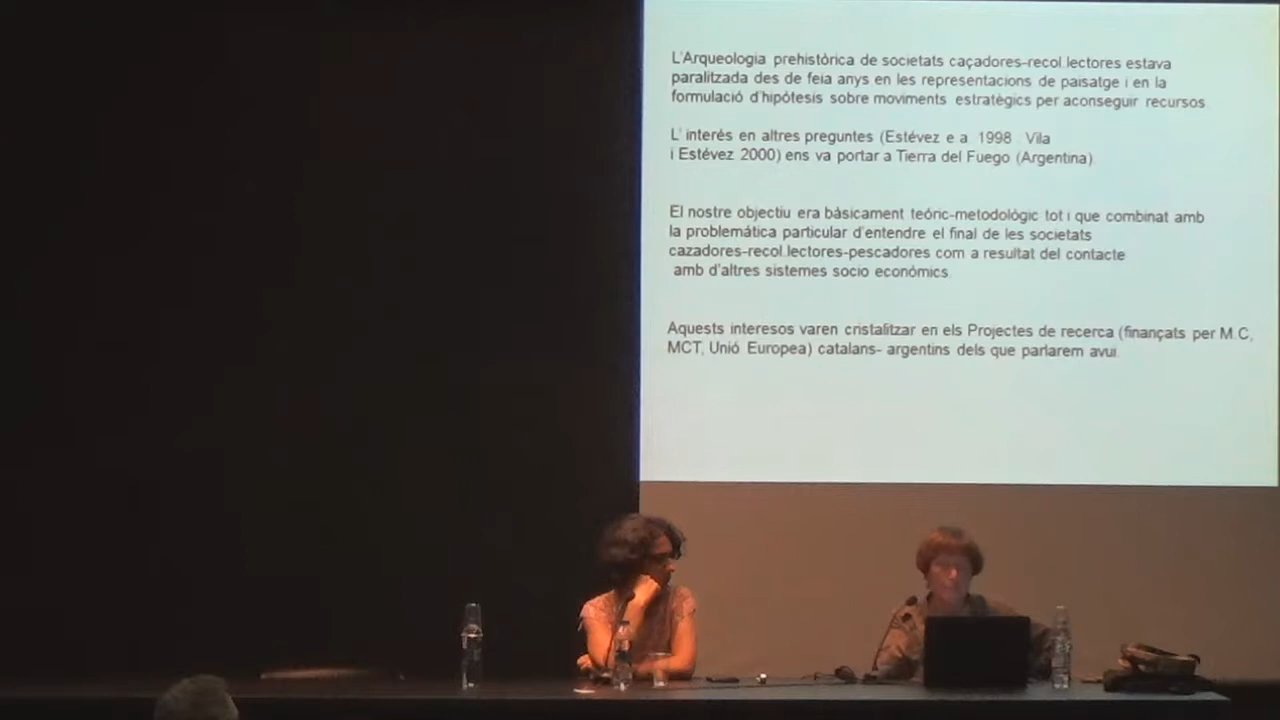 L'Arqueologia prehistòrica de societats caçadores-recol.lectores estava
paralitzada des de feia anys en les representacions de paisatge i en la
formulació d'hipòtesis sobre moviments estratègics per aconseguir recursos.
L' interés en altres preguntes (Estévez e a 1998 Vila
i Estévez 2000) ens va portar a Tierra del Fuego (Argentina)
El nostre objectiu era bàsicament teóric-metodológic tot i que combinat amb
la problemática particular d'entendre el final de les societats
cazadores-recol.lectores-pescadores com a resultat del contacte
amb d'altres sistemes socio económics.
Aquests interesos varen cristalitzar en els Projectes de recerca (finançats per M.C,
MCT, Unió Europea) catalans- argentins dels que parlarem avui.